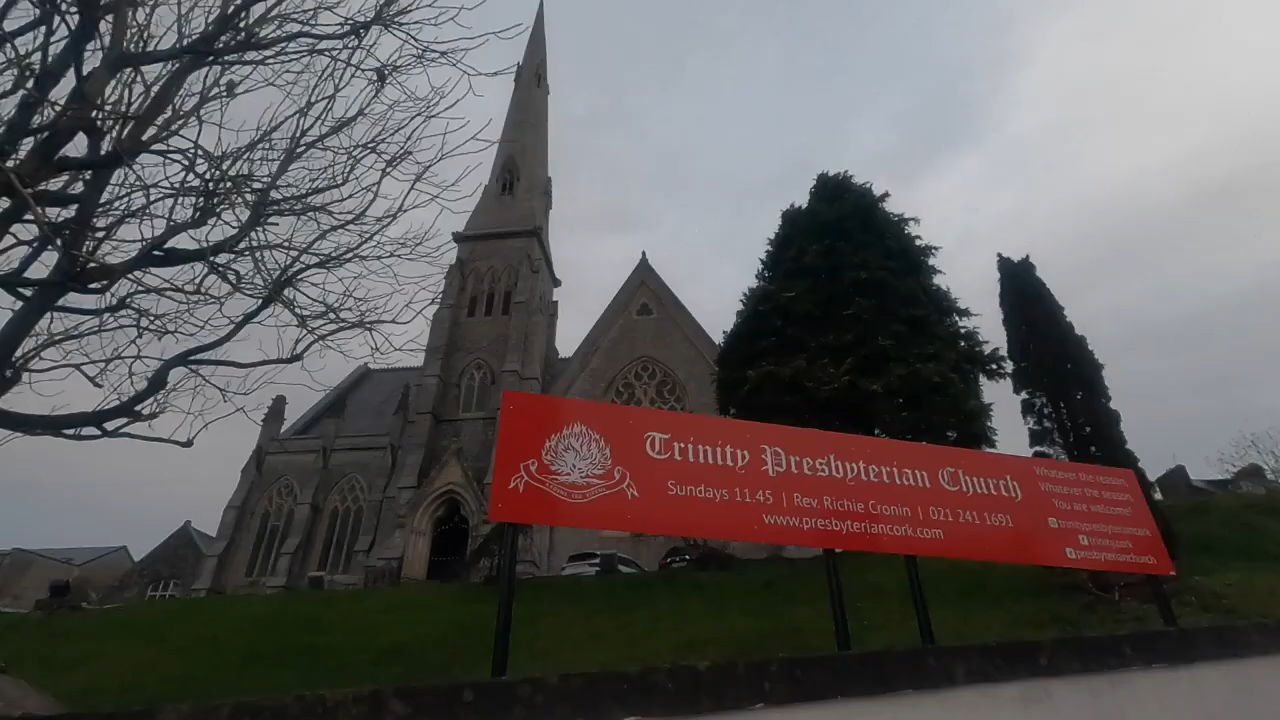 Trinity Presbyterian Church
Sundays 11.45 | Rev. Richie Cronin | 021 241 1691
www.presbyteriancork.com
Whatever the reason,
Whatever the season,
You are welcome!
trinitypresbyteriancork
trinity.cork
presbyterianchurch